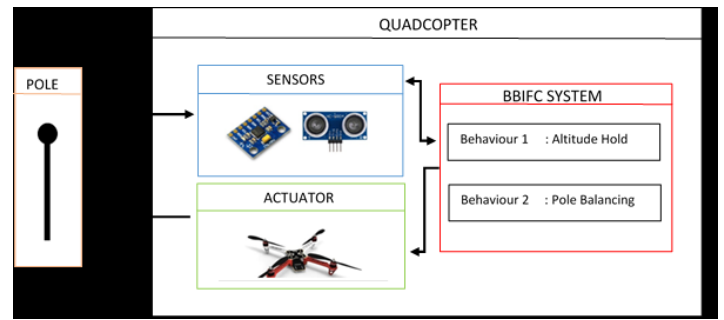 QUADCOPTER
POLE
SENSORS
BBIFC SYSTEM
Behaviour 1 : Altitude Hold
ACTUATOR
Behaviour 2 : Pole Balancing